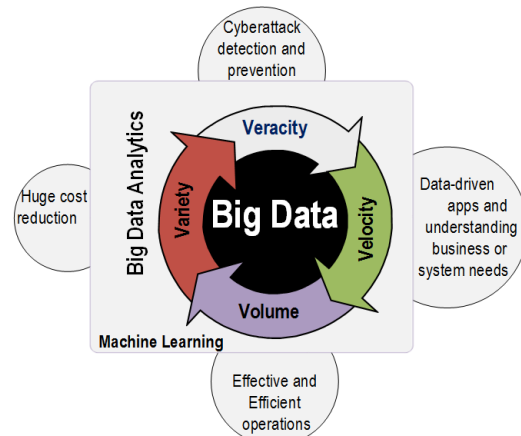 Cyberattack
detection and
prevention
Big Data Analytics
Veracity
Variety
Big Data
Velocity
Volume
Machine Learning
Huge cost
reduction
Data-driven
apps and
understanding
business or
system needs
Effective and
Efficient
operations